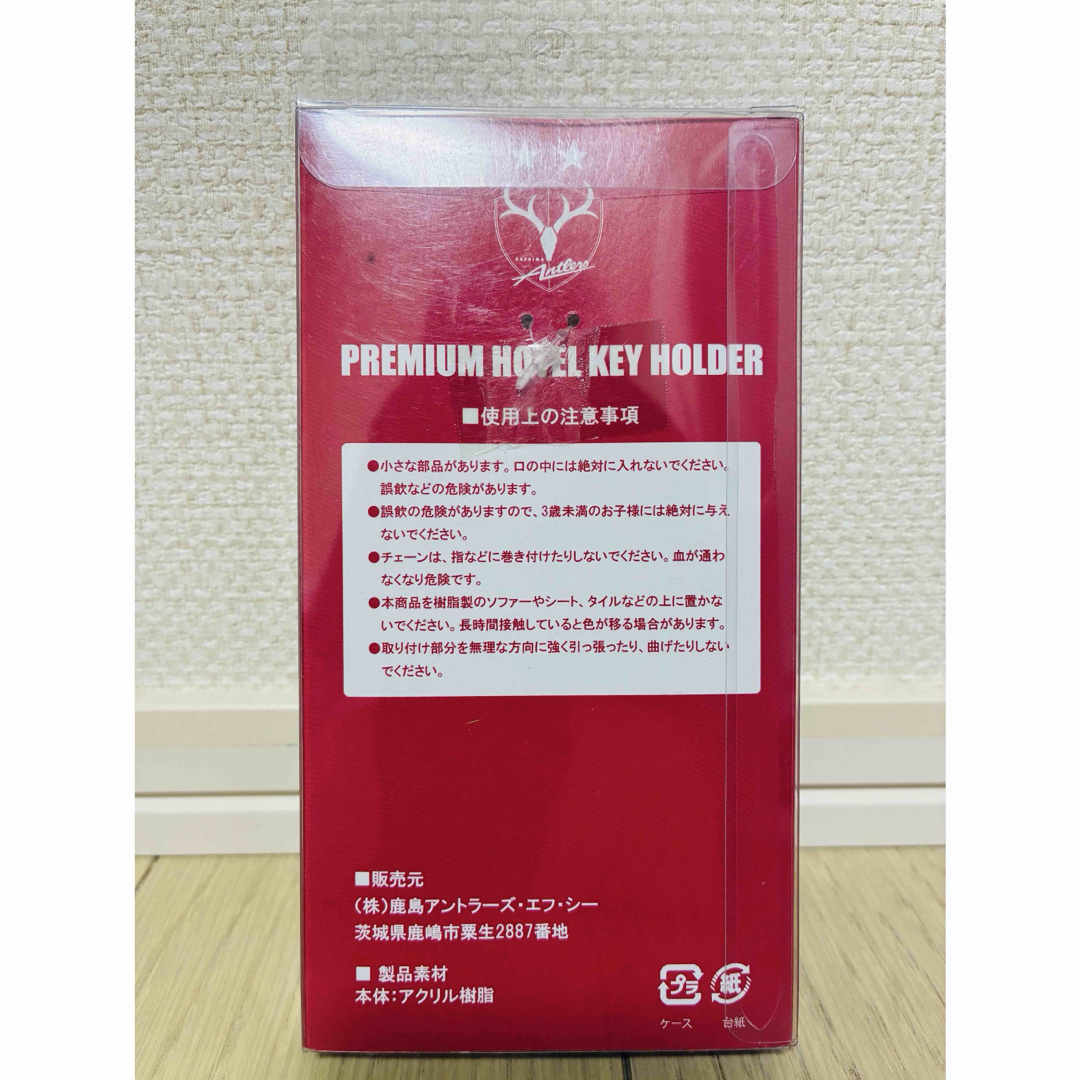 KASHIMA
Antlers
PREMIUM HOTEL KEY HOLDER
■使用上の注意事項
●小さな部品があります。口の中には絶対に入れないでください。
誤飲などの危険があります。
●誤飲の危険がありますので、3歳未満のお子様には絶対に与え
ないでください。
●チェーンは、指などに巻き付けたりしないでください。血が通わ
なくなり危険です。
●本商品を樹脂製のソファーやシート、タイルなどの上に置かな
いでください。長時間接触していると色が移る場合があります。
●取り付け部分を無理な方向に強く引っ張ったり、曲げたりしない
でください。
■販売元
（株）鹿島アントラーズ・エフ・シー
茨城県鹿嶋市粟生2887番地
■ 製品素材
本体：アクリル樹脂
プラ 紙
ケース 台紙